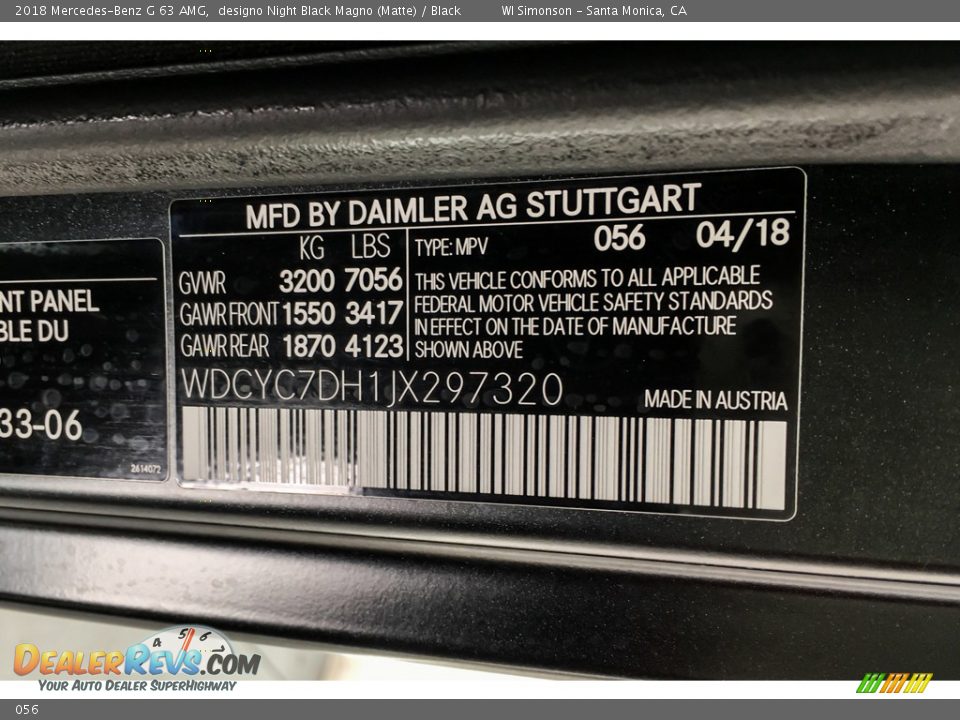 2018 Mercedes-Benz G 63 AMG, designo Night Black Magno (Matte) / Black WI Simonson - Santa Monica, CA
MFD BY DAIMLER AG STUTTGART
KG LBS
GVWR 3200 7056
GAWR FRONT 1550 3417
GAWR REAR 1870 4123
TYPE: MPV 056 04/18
THIS VEHICLE CONFORMS TO ALL APPLICABLE
FEDERAL MOTOR VEHICLE SAFETY STANDARDS
IN EFFECT ON THE DATE OF MANUFACTURE
SHOWN ABOVE
WDCYC7DH1JX297320
MADE IN AUSTRIA
NT PANEL
BLE DU
33-06
2614072
4 5 6
DEALERREVS.COM
YOUR AUTO DEALER SUPERHIGHWAY
056